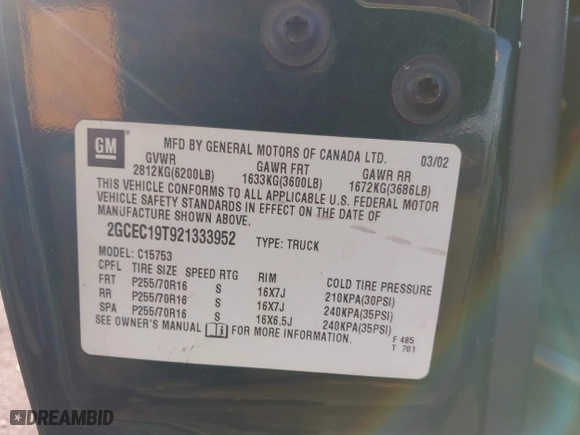 GM
MFD BY GENERAL MOTORS OF CANADA LTD. 03/02
GVWR GAWR FRT GAWR RR
2812KG(6200LB) 1633KG(3600LB) 1672KG(3686LB)
THIS VEHICLE CONFORMS TO ALL APPLICABLE U.S. FEDERAL MOTOR
VEHICLE SAFETY STANDARDS IN EFFECT ON THE DATE OF
MANUFACTURE SHOWN ABOVE.
2GCEC19T921333952 TYPE: TRUCK
MODEL: C15753
CPFL TIRE SIZE SPEED RTG RIM COLD TIRE PRESSURE
FRT P255/70R16 S 16X7J 210KPA(30PSI)
RR P255/70R16 S 16X7J 240KPA(35PSI)
SPA P255/70R16 S 16X6.5J 240KPA(35PSI)
SEE OWNER'S MANUAL FOR MORE INFORMATION.
F 485
T 701
DREAMBID